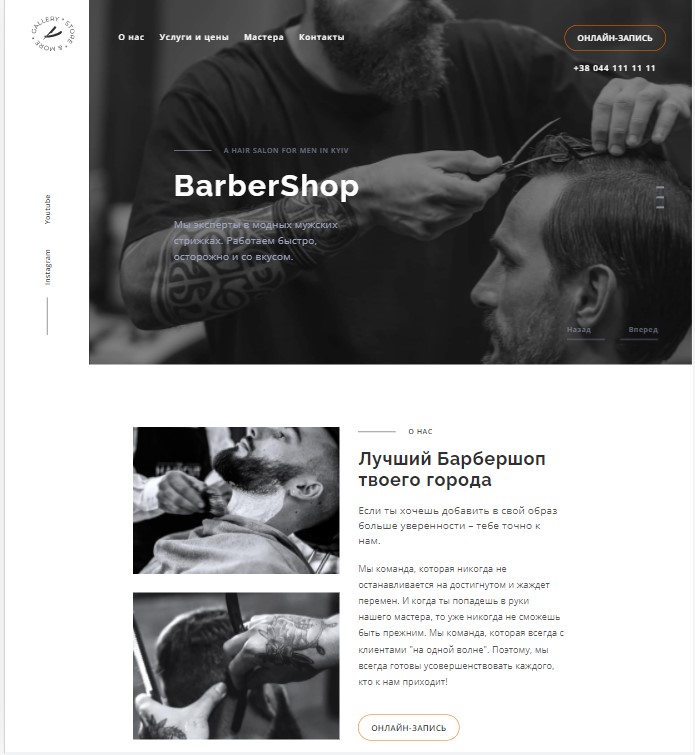 GALLERY * STORE * & MORE *
О нас Услуги и цены Мастера Контакты
ОНЛАЙН-ЗАПИСЬ
+38 044 111 11 11
Youtube
Instagram
A HAIR SALON FOR MEN IN KYIV
BarberShop
Мы эксперты в модных мужских
стрижках. Работаем быстро,
осторожно и со вкусом.
Назад Вперед
О НАС
Лучший Барбершоп
твоего города
Если ты хочешь добавить в свой образ
больше уверенности – тебе точно к
нам.
Мы команда, которая никогда не
останавливается на достигнутом и жаждет
перемен. И когда ты попадешь в руки
нашего мастера, то уже никогда не сможешь
быть прежним. Мы команда, которая всегда с
клиентами "на одной волне". Поэтому, мы
всегда готовы усовершенствовать каждого,
кто к нам приходит!
ОНЛАЙН-ЗАПИСЬ